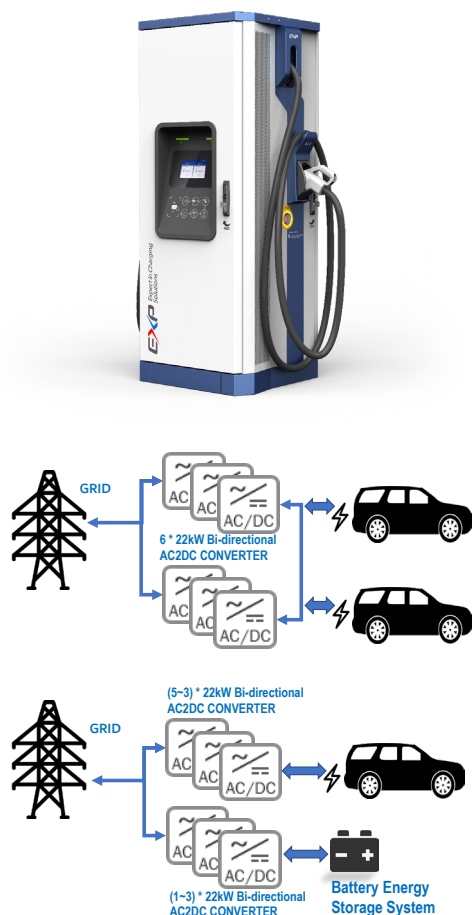 EXP
EXP Expert in Charging
Solutions
GRID
AC
AC
AC/DC
6 * 22kW Bi-directional
AC2DC CONVERTER
AC
AC
AC/DC
(5~3) * 22kW Bi-directional
AC2DC CONVERTER
GRID
AC
AC
AC/DC
AC
AC
AC/DC
(1~3) * 22kW Bi-directional
AC2DC CONVERTER
Battery Energy
Storage System